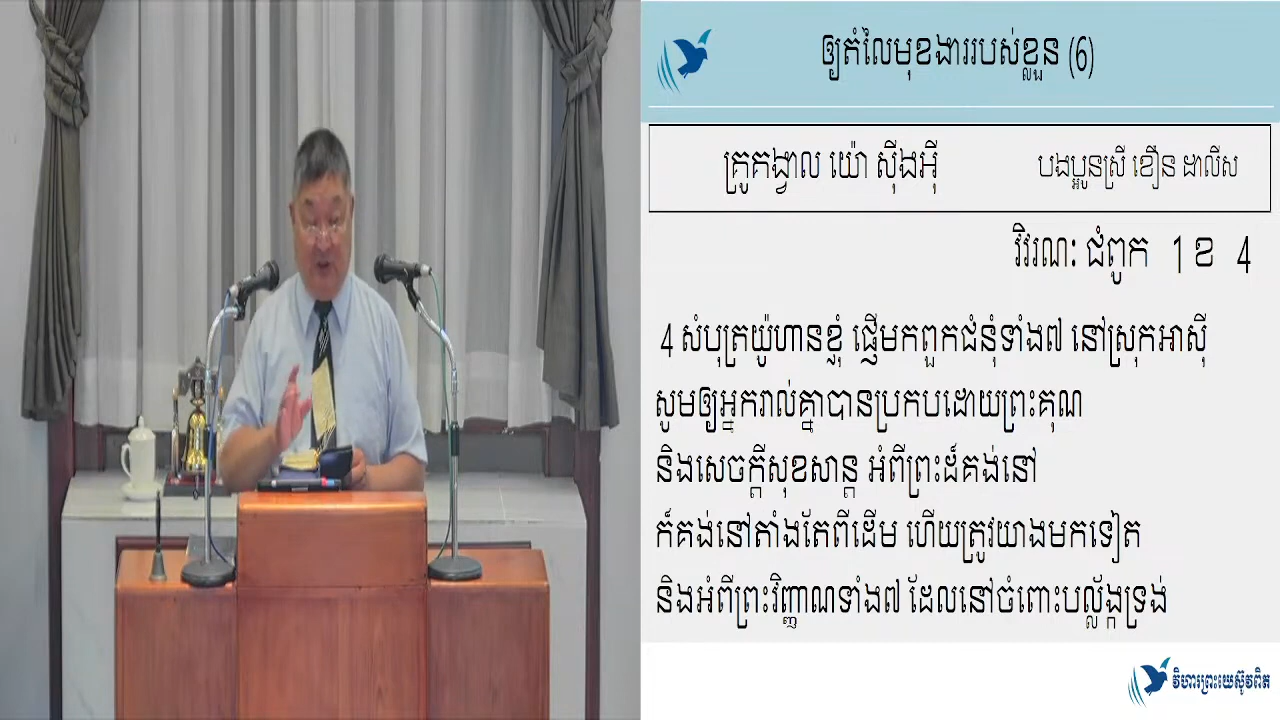 ឲ្យតំលៃមុខងាររបស់ខ្លួន (6)
គ្រូគង្វាល យ៉ោ ស៊ីងអ៊ី
បងប្អូនស្រី ខឿន ដាលីស
វិវរណៈ ជំពូក 1 ខ 4
4 សំបុត្រយ៉ូហានខ្ញុំ ផ្ញើមកពួកជំនុំទាំង៧ នៅស្រុកអាស៊ី
សូមឲ្យអ្នករាល់គ្នាបានប្រកបដោយព្រះគុណ
និងសេចក្ដីសុខសាន្ត អំពីព្រះដ៏គង់នៅ
ក៏គង់នៅតាំងតែពីដើម ហើយត្រូវយាងមកទៀត
និងអំពីព្រះវិញ្ញាណទាំង៧ ដែលនៅចំពោះបល្ល័ង្កទ្រង់
វិហារព្រះយេស៊ូវពិត